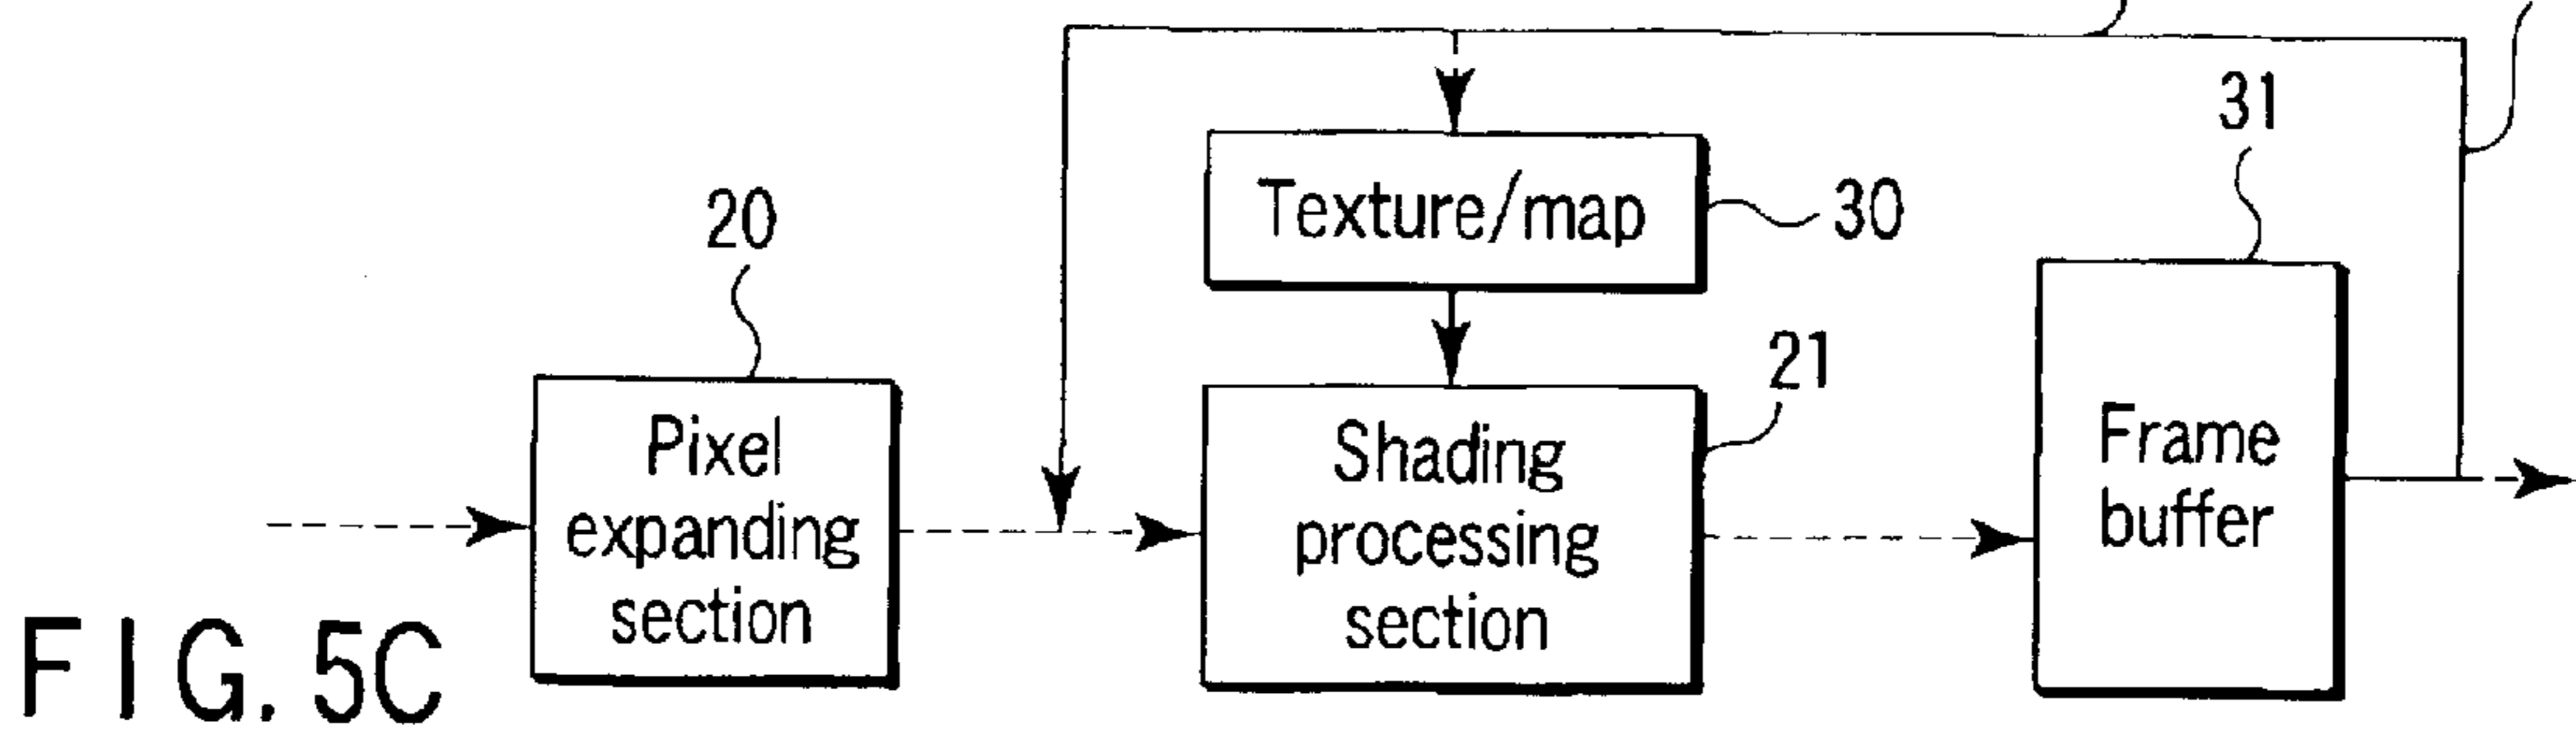 31
Texture/map
30
20
21
Pixel
expanding
section
Shading
processing
section
Frame
buffer
FIG. 5C